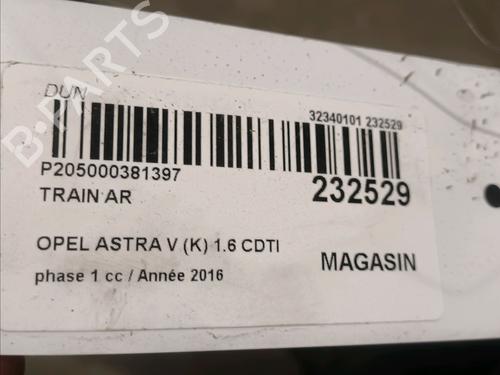 B-PARTS
DUN
32340101 232529
P205000381397
232529
TRAIN AR
OPEL ASTRA V (K) 1.6 CDTI
MAGASIN
phase 1 cc / Année 2016